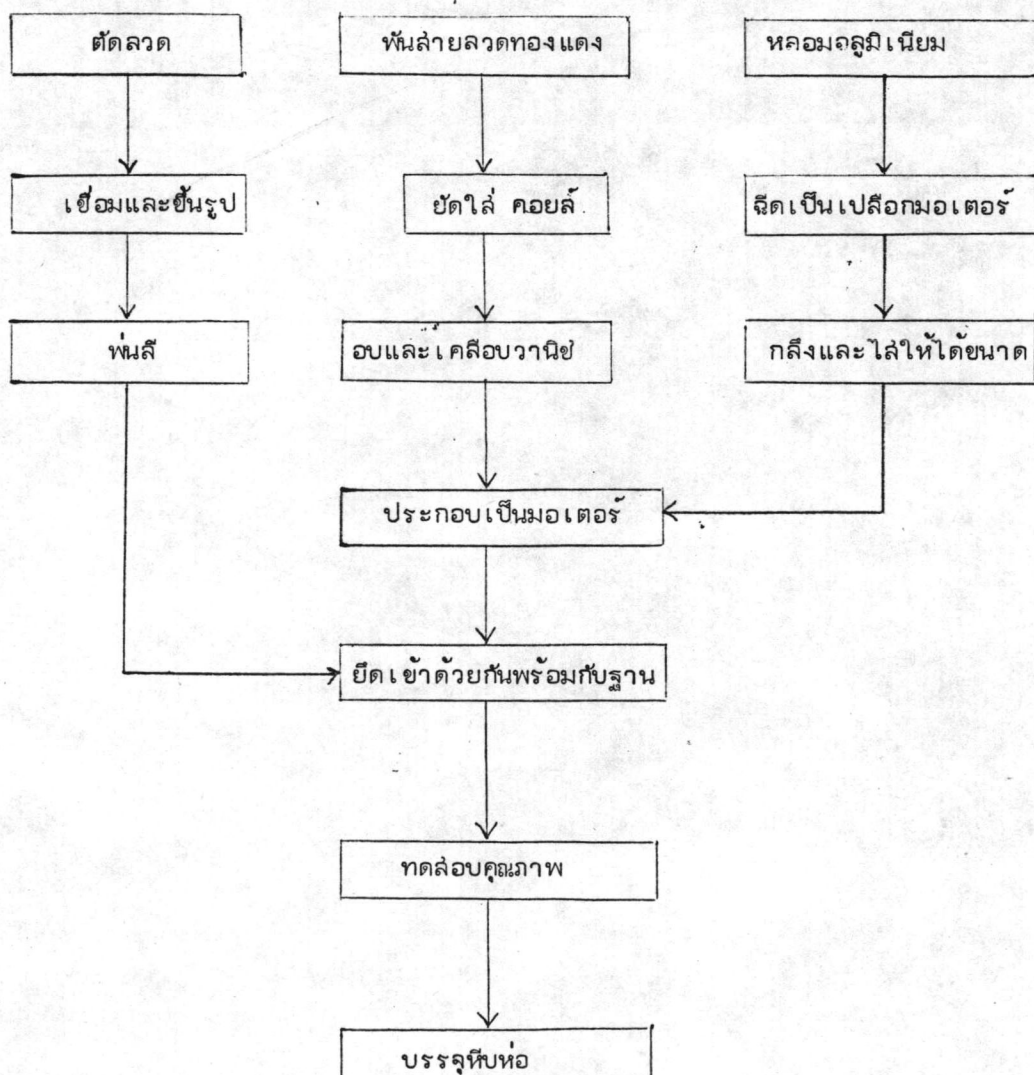 ตัดลวด
พันสายลวดทองแดง
หลอมอลูมิเนียม
เชื่อมและขึ้นรูป
ยัดใส่ คอยล์
ฉีดเป็นเปลือกมอเตอร์
พ่นสี
อบและเคลือบวานิช
กลึงและไสให้ได้ขนาด
ประกอบเป็นมอเตอร์
ยึดเข้าด้วยกันพร้อมกับฐาน
ทดสอบคุณภาพ
บรรจุหีบห่อ